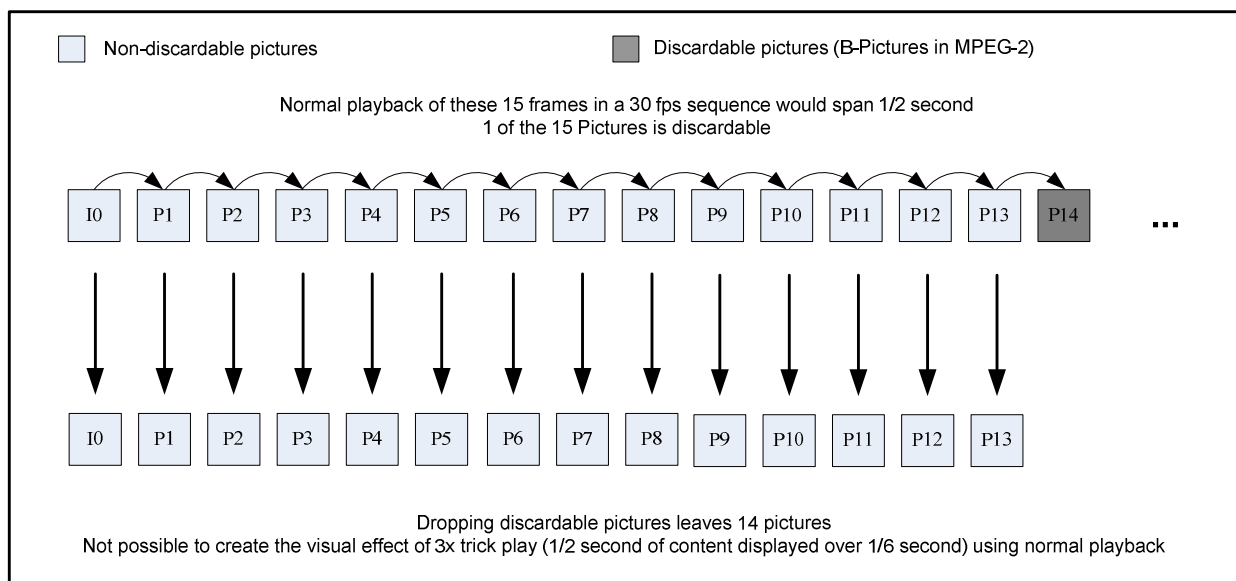 Non-discardable pictures
Discardable pictures (B-Pictures in MPEG-2)
Normal playback of these 15 frames in a 30 fps sequence would span 1/2 second
1 of the 15 Pictures is discardable
I0 P1 P2 P3 P4 P5 P6 P7 P8 P9 P10 P11 P12 P13 P14 ...
I0 P1 P2 P3 P4 P5 P6 P7 P8 P9 P10 P11 P12 P13
Dropping discardable pictures leaves 14 pictures
Not possible to create the visual effect of 3x trick play (1/2 second of content displayed over 1/6 second) using normal playback